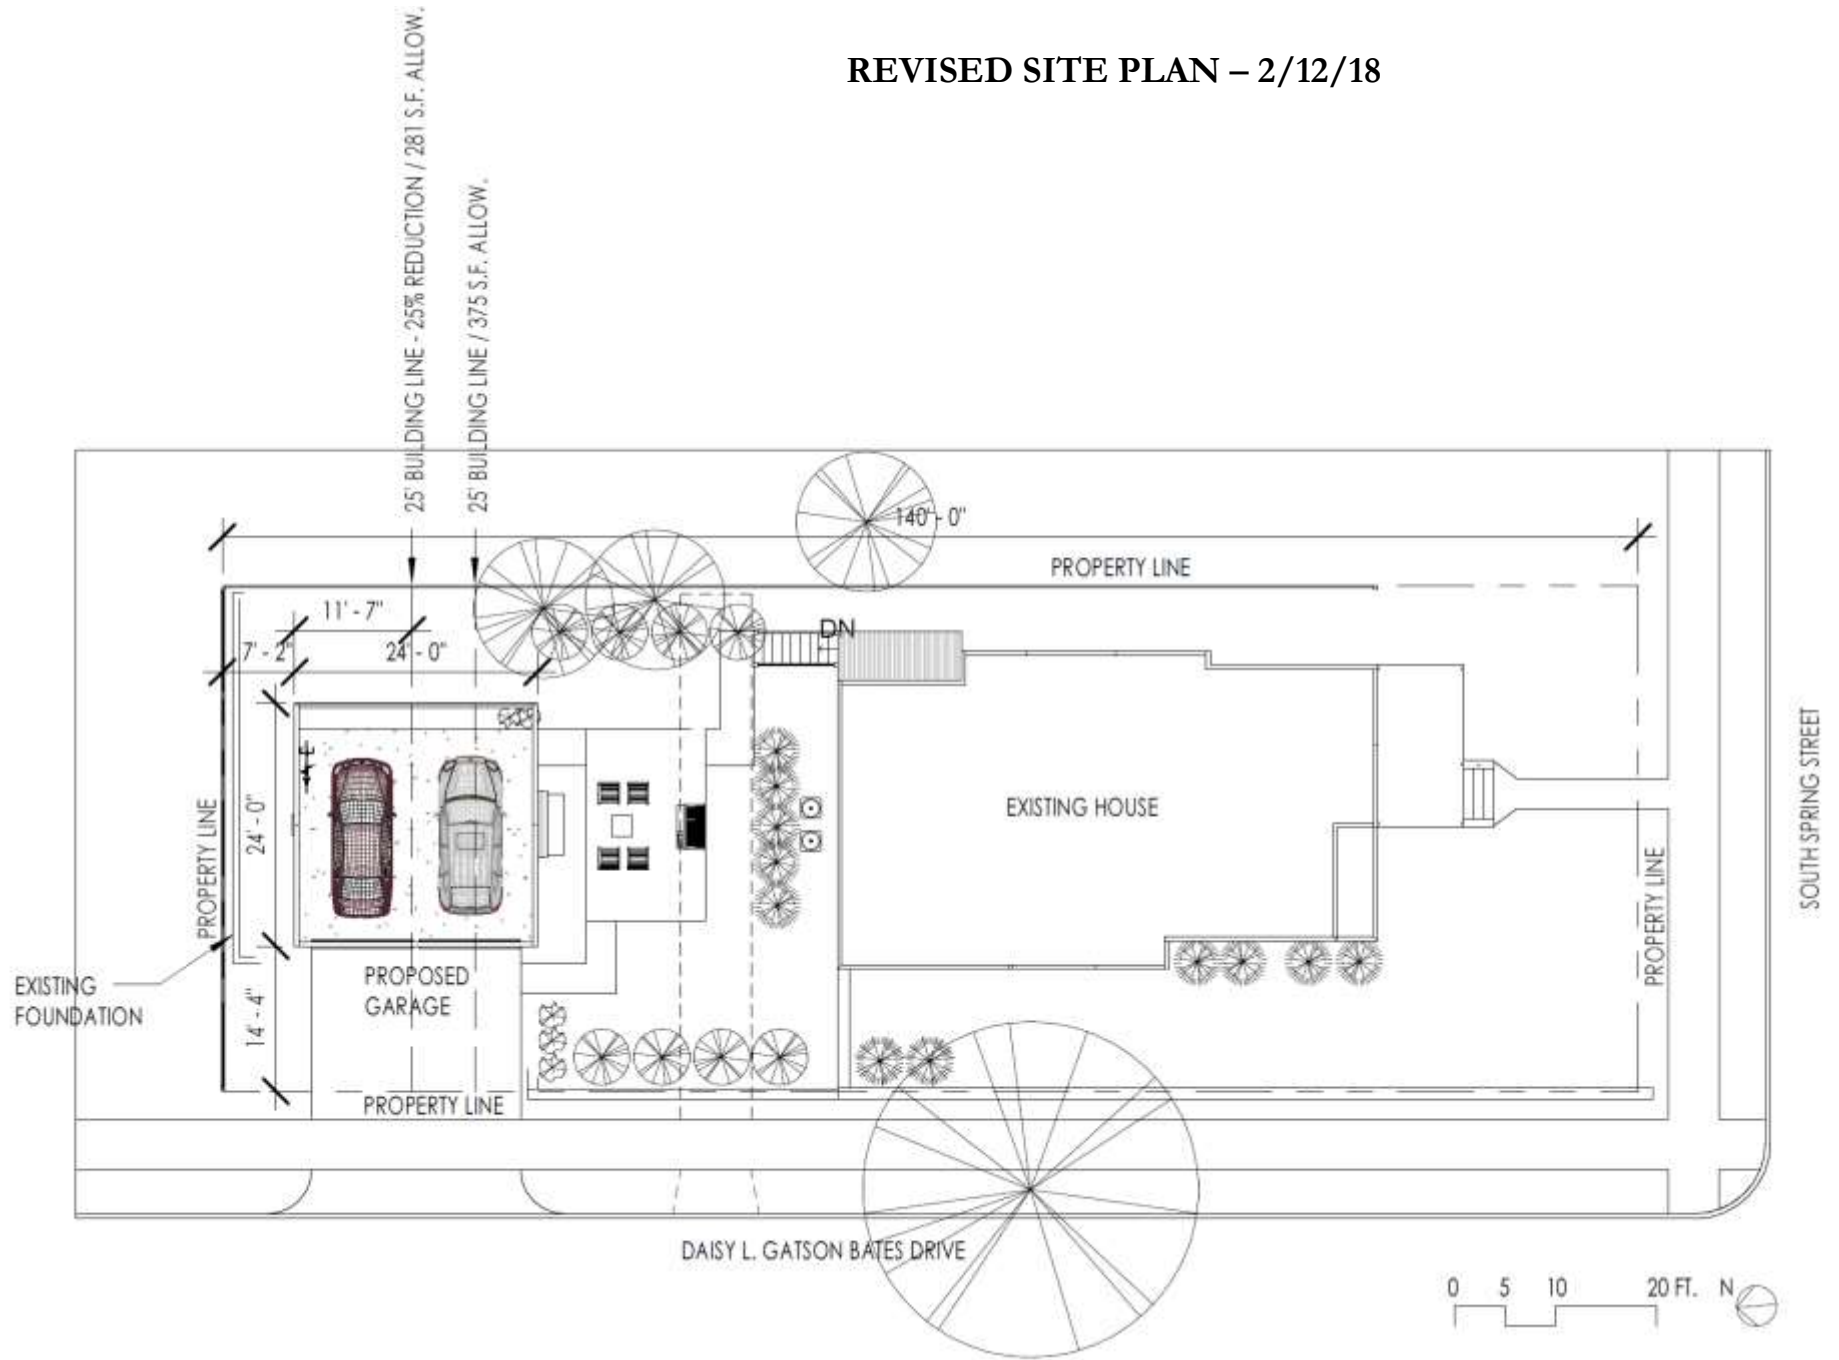 REVISED SITE PLAN – 2/12/18
25' BUILDING LINE - 25% REDUCTION / 281 S.F. ALLOW.
25' BUILDING LINE / 375 S.F. ALLOW.
140' - 0"
PROPERTY LINE
11' - 7"
7' - 2"
24' - 0"
DN
24' - 0"
PROPERTY LINE
EXISTING HOUSE
SOUTH SPRING STREET
PROPERTY LINE
EXISTING
FOUNDATION
PROPOSED
GARAGE
14' - 4"
PROPERTY LINE
DAISY L. GATSON BATES DRIVE
0 5 10 20 FT. N